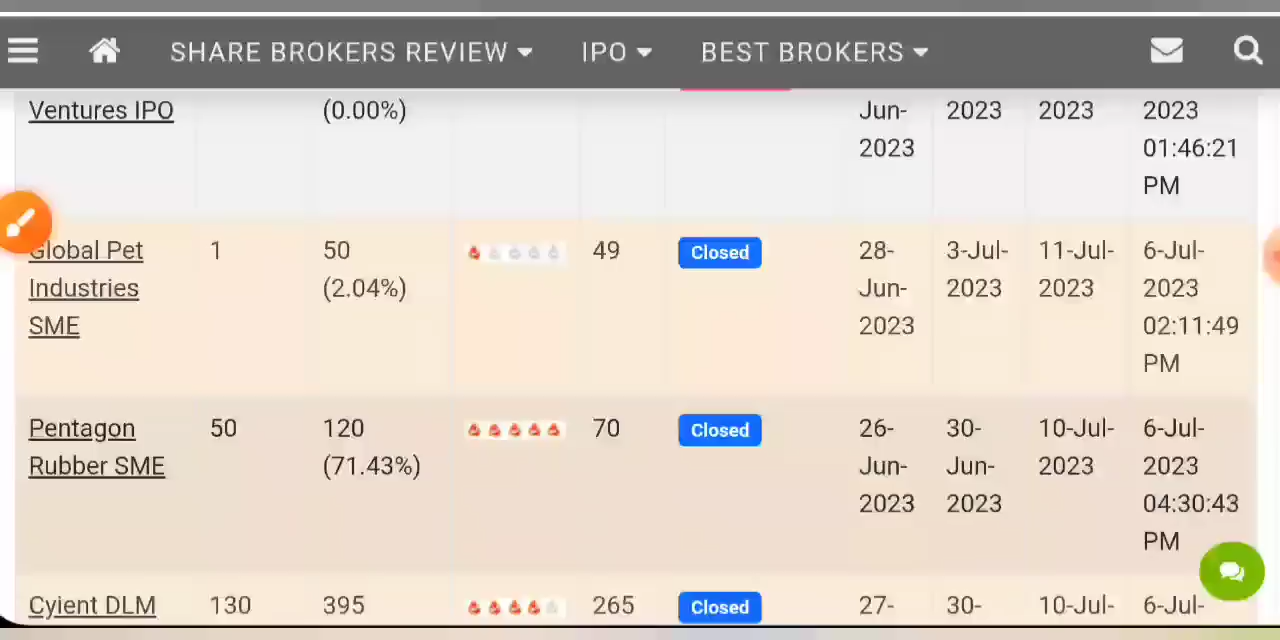 SHARE BROKERS REVIEW IPO BEST BROKERS
Ventures IPO (0.00%) Jun- 2023 2023 2023
2023 01:46:21
PM
Global Pet 1 50 49 Closed 28- 3-Jul- 11-Jul- 6-Jul-
Industries (2.04%) Jun- 2023 2023 2023
SME 2023 02:11:49
PM
Pentagon 50 120 70 Closed 26- 30- 10-Jul- 6-Jul-
Rubber SME (71.43%) Jun- Jun- 2023 2023
2023 2023 04:30:43
PM
Cyient DLM 130 395 265 Closed 27- 30- 10-Jul- 6-Jul-